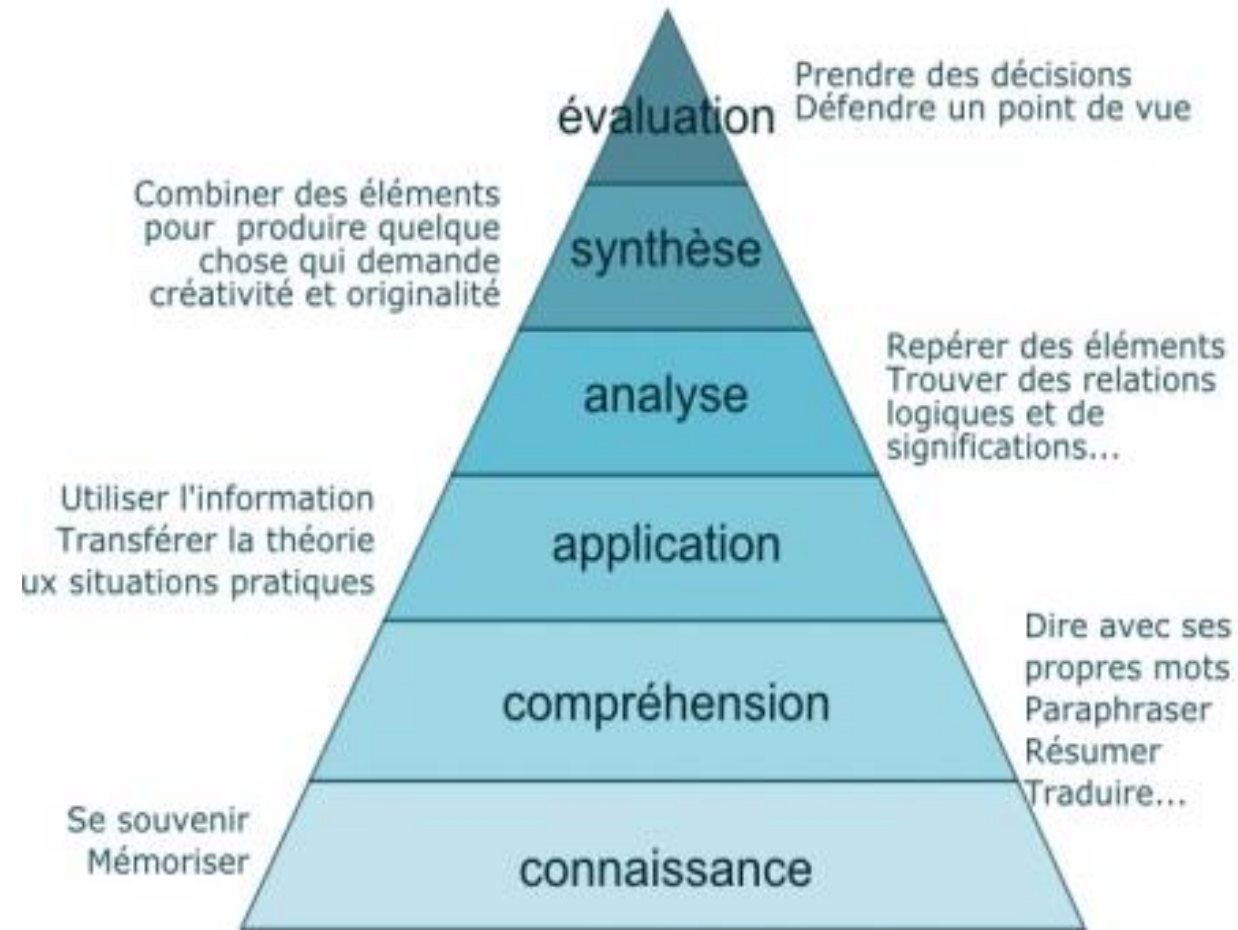 évaluation
Prendre des décisions
Défendre un point de vue
Combiner des éléments
pour produire quelque
chose qui demande
créativité et originalité
synthèse
analyse
Repérer des éléments
Trouver des relations
logiques et de
significations...
Utiliser l'information
Transférer la théorie
ux situations pratiques
application
compréhension
Dire avec ses
propres mots
Paraphraser
Résumer
Traduire...
Se souvenir
Mémoriser
connaissance